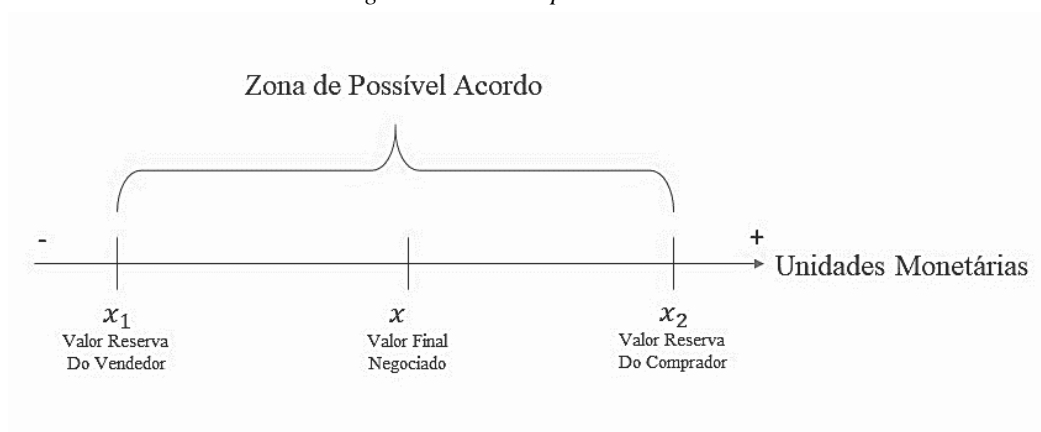 Zona de Possível Acordo
-
+
Unidades Monetárias
x₁
x
x₂
Valor Reserva
Do Vendedor
Valor Final
Negociado
Valor Reserva
Do Comprador